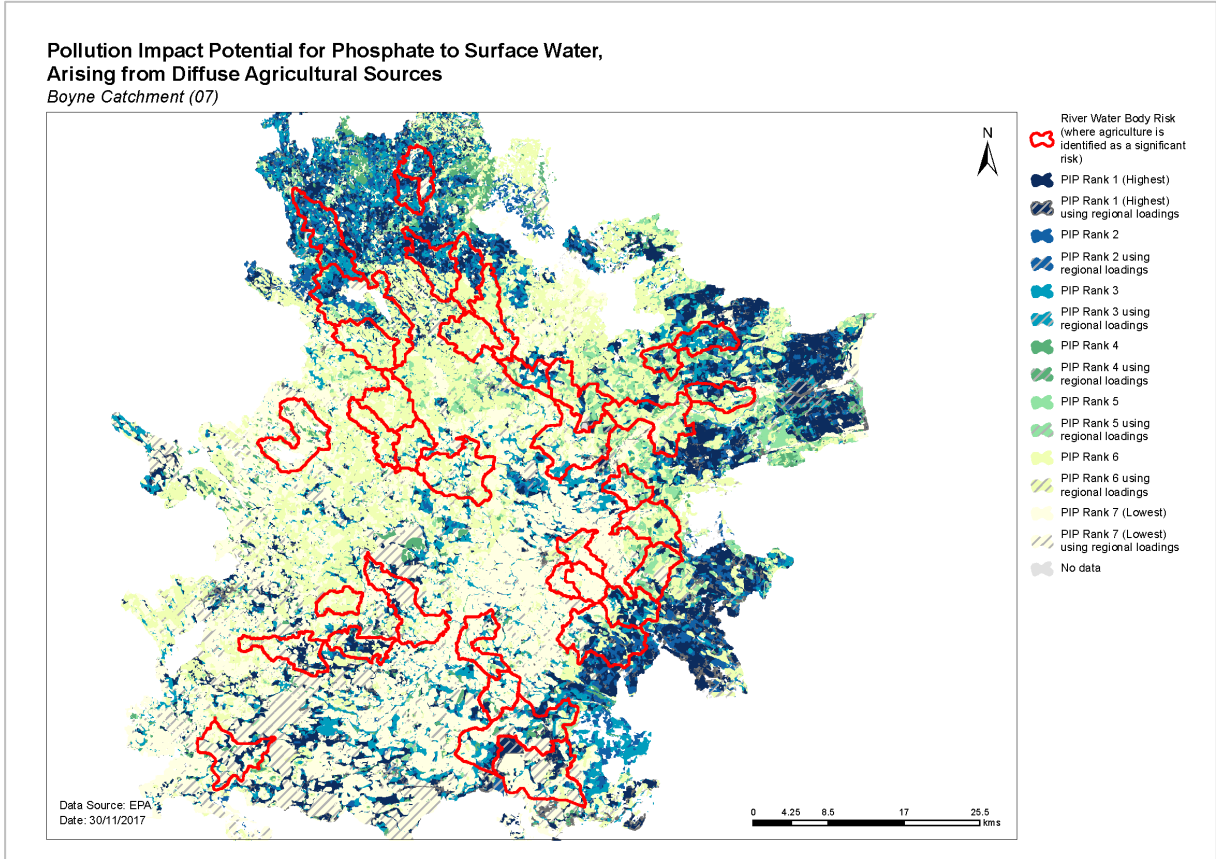 Pollution Impact Potential for Phosphate to Surface Water,
Arising from Diffuse Agricultural Sources
Boyne Catchment (07)
N
River Water Body Risk
(where agriculture is
identified as a significant
risk)
PIP Rank 1 (Highest)
PIP Rank 1 (Highest)
using regional loadings
PIP Rank 2
PIP Rank 2 using
regional loadings
PIP Rank 3
PIP Rank 3 using
regional loadings
PIP Rank 4
PIP Rank 4 using
regional loadings
PIP Rank 5
PIP Rank 5 using
regional loadings
PIP Rank 6
PIP Rank 6 using
regional loadings
PIP Rank 7 (Lowest)
PIP Rank 7 (Lowest)
using regional loadings
No data
Data Source: EPA
Date: 30/11/2017
0 4.25 8.5 17 25.5
kms